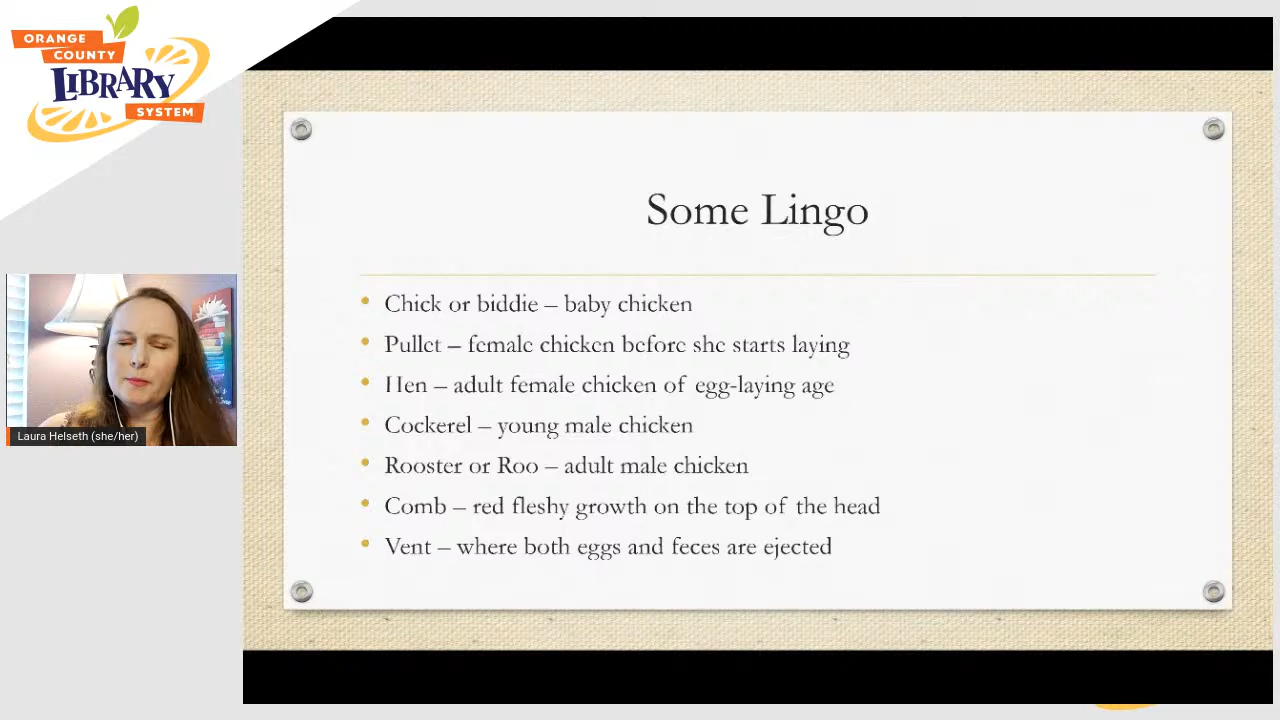 ORANGE
COUNTY
LIBRARY
SYSTEM
Some Lingo
Chick or biddie – baby chicken
Pullet – female chicken before she starts laying
Hen – adult female chicken of egg-laying age
Cockerel – young male chicken
Rooster or Roo – adult male chicken
Comb – red fleshy growth on the top of the head
Vent – where both eggs and feces are ejected
Laura Helseth (she/her)